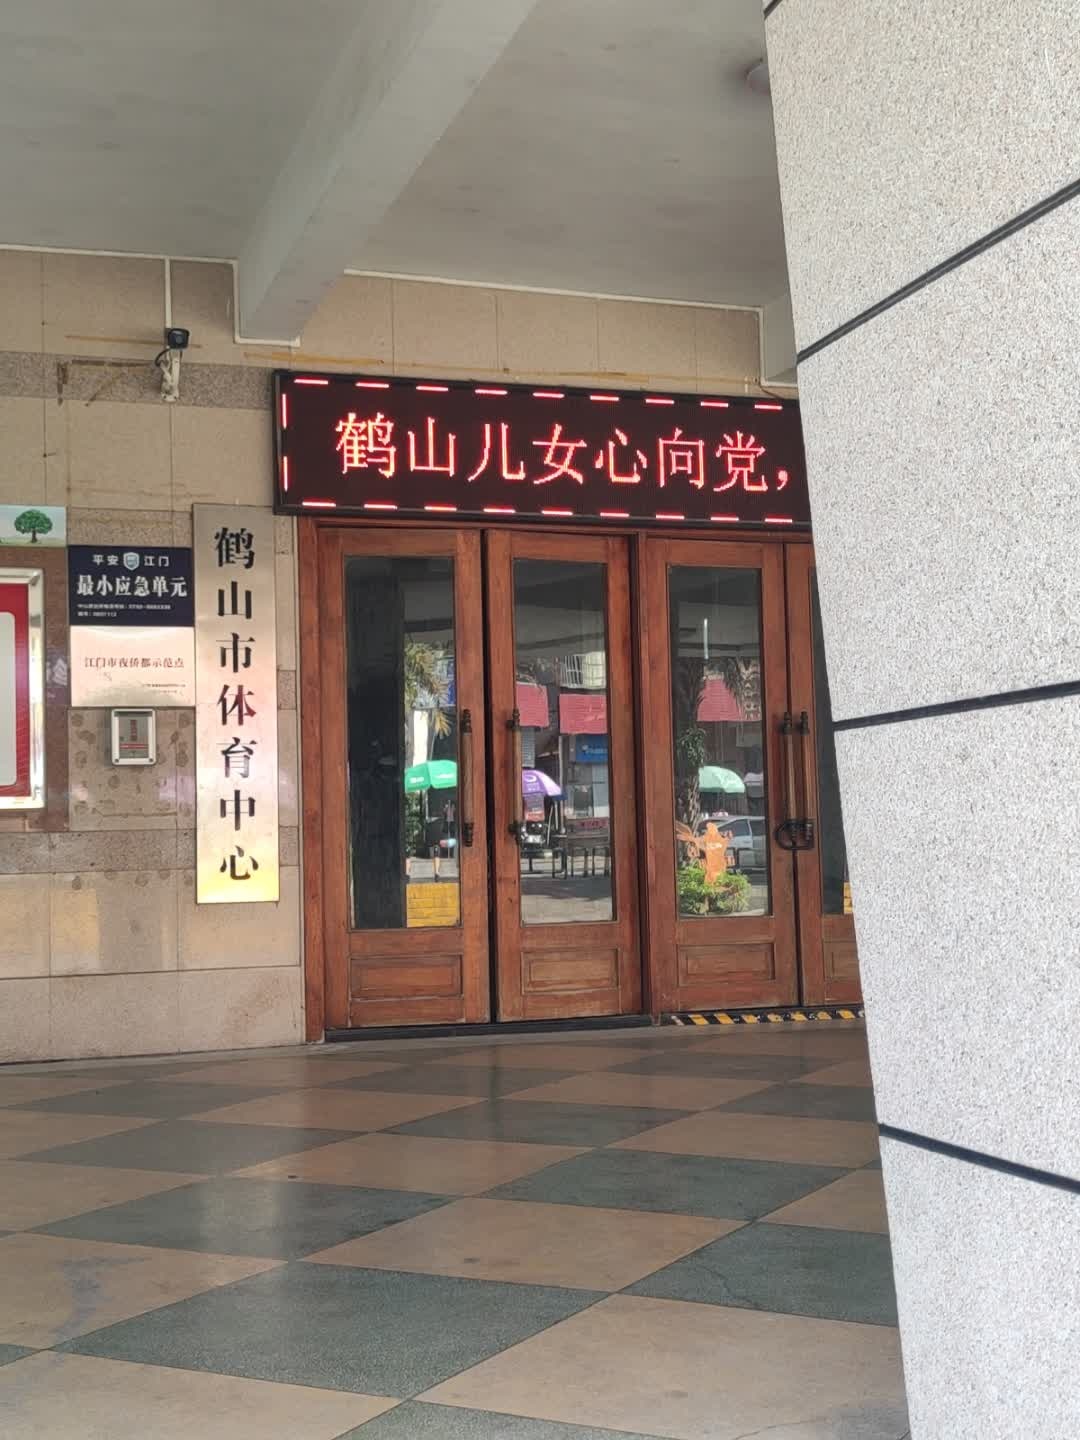 鹤山儿女心向党，
鹤山市体育中心
平安江门
最小应急单元
江门市夜侨都示范点